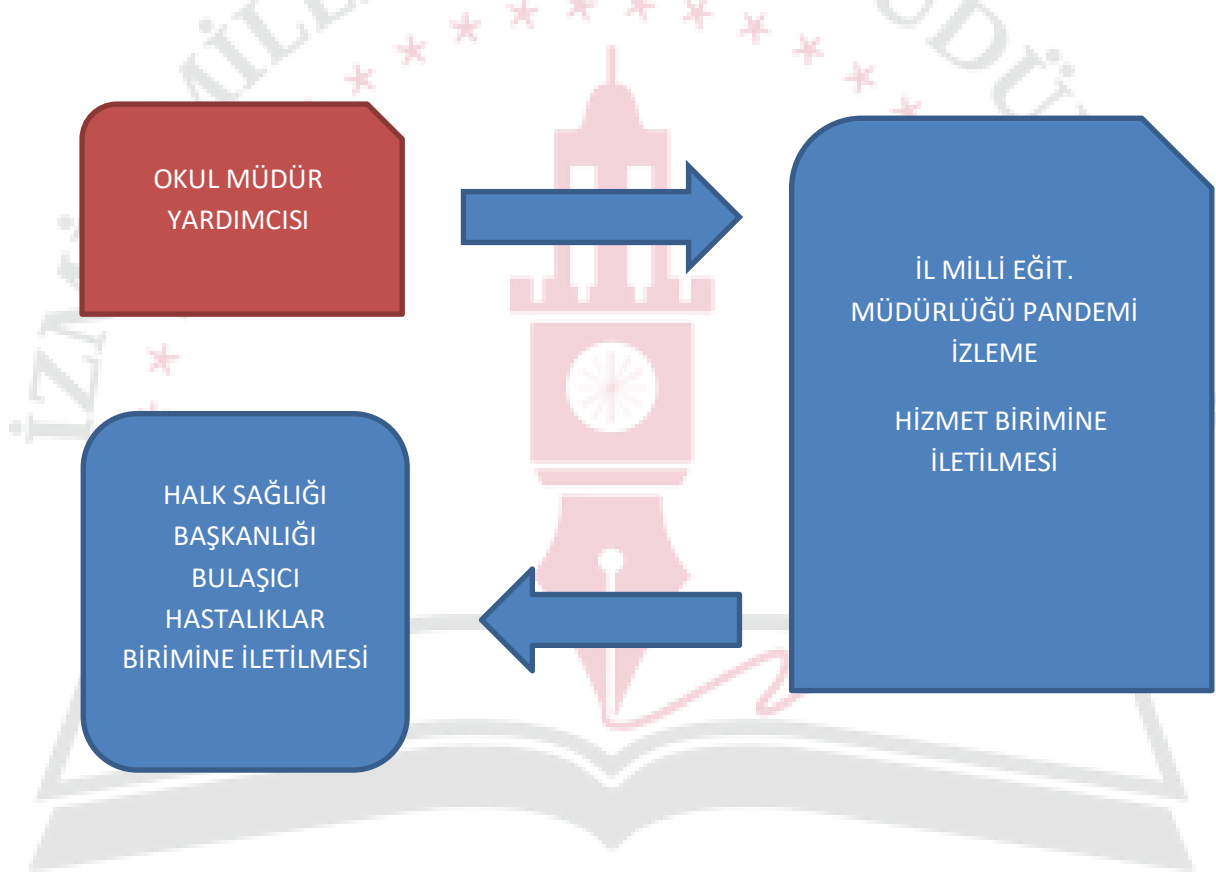 OKUL MÜDÜR
YARDIMCISI
İL MİLLİ EĞİT.
MÜDÜRLÜĞÜ PANDEMİ
İZLEME
HİZMET BİRİMİNE
İLETİLMESİ
HALK SAĞLIĞI
BAŞKANLIĞI
BULAŞICI
HASTALIKLAR
BİRİMİNE İLETİLMESİ